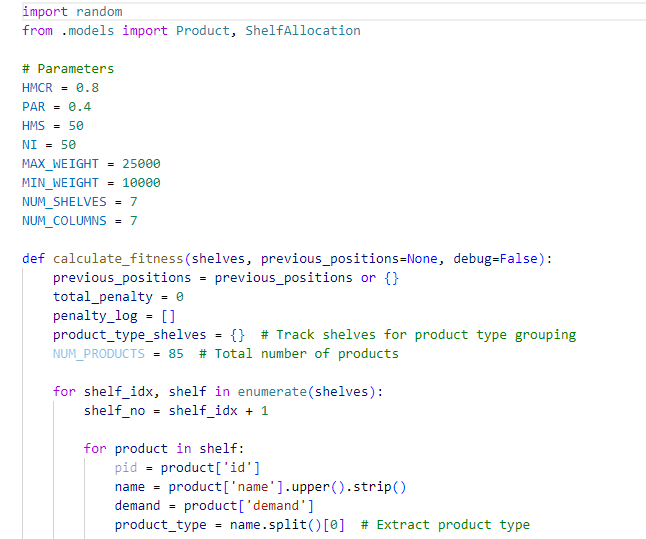 import random
from .models import Product, ShelfAllocation
# Parameters
HMCR = 0.8
PAR = 0.4
HMS = 50
NI = 50
MAX_WEIGHT = 25000
MIN_WEIGHT = 10000
NUM_SHELVES = 7
NUM_COLUMNS = 7
def calculate_fitness(shelves, previous_positions=None, debug=False):
    previous_positions = previous_positions or {}
    total_penalty = 0
    penalty_log = []
    product_type_shelves = {}  # Track shelves for product type grouping
    NUM_PRODUCTS = 85  # Total number of products
    for shelf_idx, shelf in enumerate(shelves):
        shelf_no = shelf_idx + 1
        for product in shelf:
            pid = product['id']
            name = product['name'].upper().strip()
            demand = product['demand']
            product_type = name.split()[0]  # Extract product type